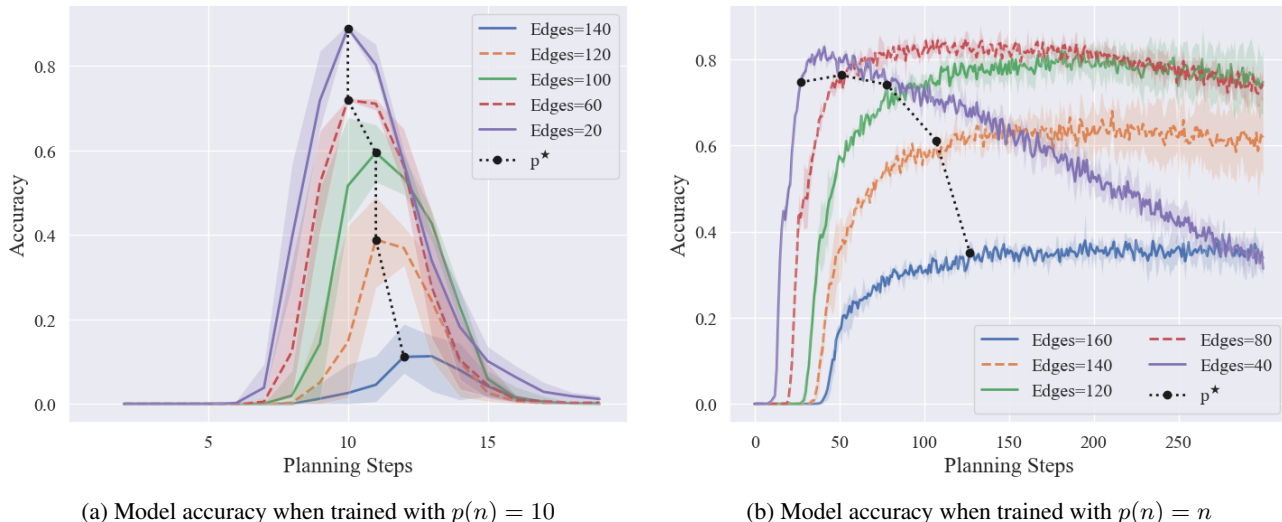 0.8
0.6
0.4
0.2
0.0
Accuracy
5
10
15
Planning Steps
Edges=140
Edges=120
Edges=100
Edges=60
Edges=20
p★
(a) Model accuracy when trained with p(n) = 10
0.8
0.6
0.4
0.2
0.0
Accuracy
0
50
100
150
200
250
Planning Steps
Edges=160
Edges=140
Edges=120
Edges=80
Edges=40
p★
(b) Model accuracy when trained with p(n) = n